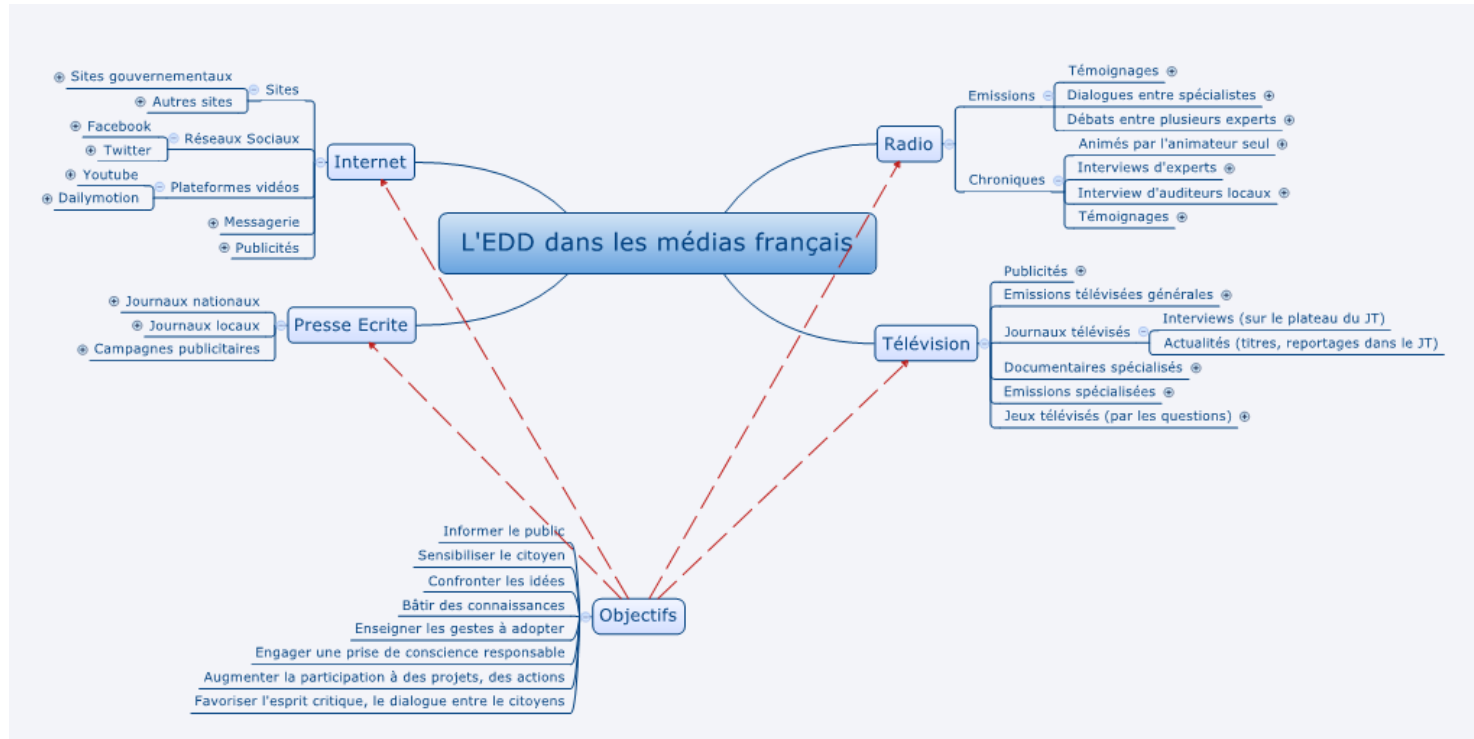 L'EDD dans les médias français
Internet
Sites
Sites gouvernementaux
Autres sites
Réseaux Sociaux
Facebook
Twitter
Plateformes vidéos
Youtube
Dailymotion
Messagerie
Publicités
Presse Ecrite
Journaux nationaux
Journaux locaux
Campagnes publicitaires
Radio
Emissions
Témoignages
Dialogues entre spécialistes
Débats entre plusieurs experts
Chroniques
Animés par l'animateur seul
Interviews d'experts
Interview d'auditeurs locaux
Témoignages
Télévision
Publicités
Emissions télévisées générales
Journaux télévisés
Interviews (sur le plateau du JT)
Actualités (titres, reportages dans le JT)
Documentaires spécialisés
Emissions spécialisées
Jeux télévisés (par les questions)
Objectifs
Informer le public
Sensibiliser le citoyen
Confronter les idées
Bâtir des connaissances
Enseigner les gestes à adopter
Engager une prise de conscience responsable
Augmenter la participation à des projets, des actions
Favoriser l'esprit critique, le dialogue entre le citoyens